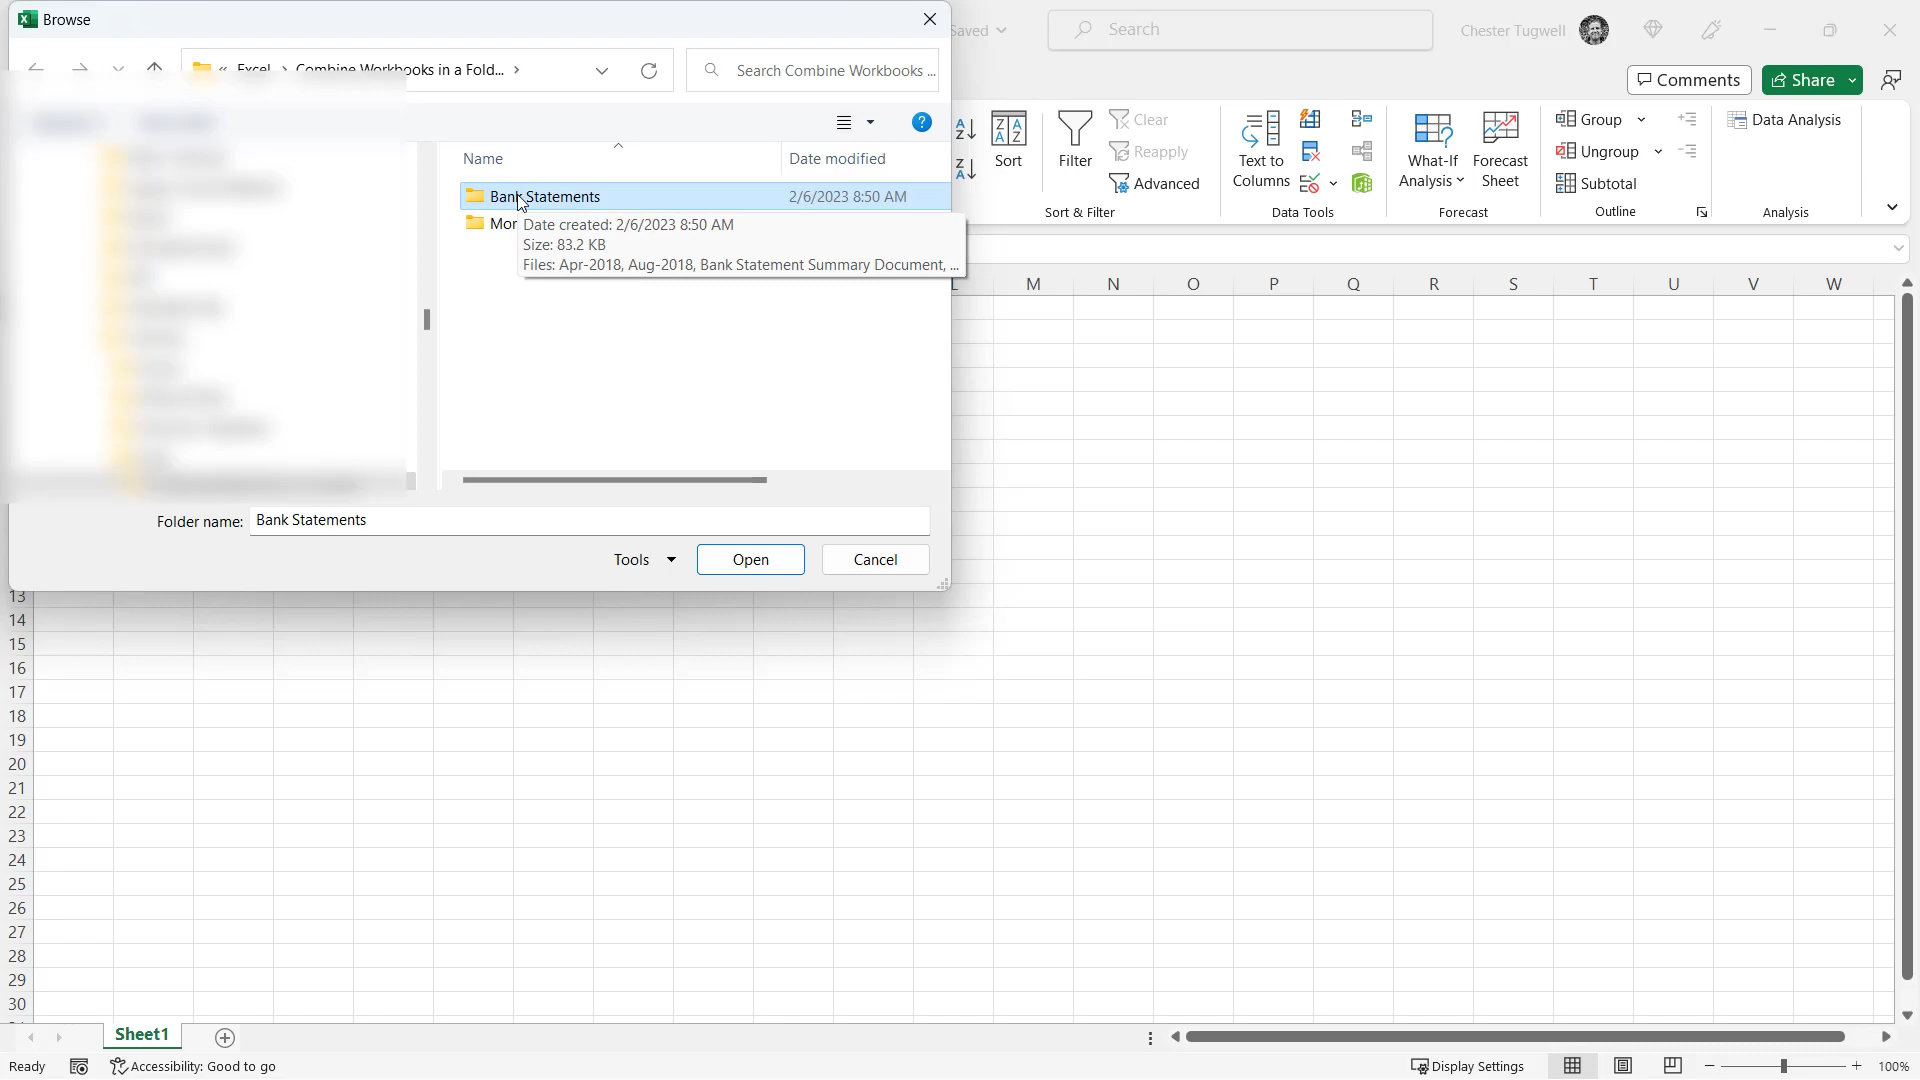 Browse
Saved
Search
Chester Tugwell
« Excel > Combine Workbooks in a Fold... >
Search Combine Workbooks ...
Comments
Share
Name
Date modified
Bank Statements
2/6/2023 8:50 AM
Mor
Date created: 2/6/2023 8:50 AM
Size: 83.2 KB
Files: Apr-2018, Aug-2018, Bank Statement Summary Document, ...
Sort
Filter
Clear
Reapply
Advanced
Sort & Filter
Text to
Columns
Data Tools
What-If
Analysis
Forecast
Sheet
Forecast
Group
Ungroup
Subtotal
Outline
Data Analysis
Analysis
L M N O P Q R S T U V W
Folder name: Bank Statements
Tools
Open
Cancel
13
14
15
16
17
18
19
20
21
22
23
24
25
26
27
28
29
30
Sheet1
Ready
Accessibility: Good to go
Display Settings
100%